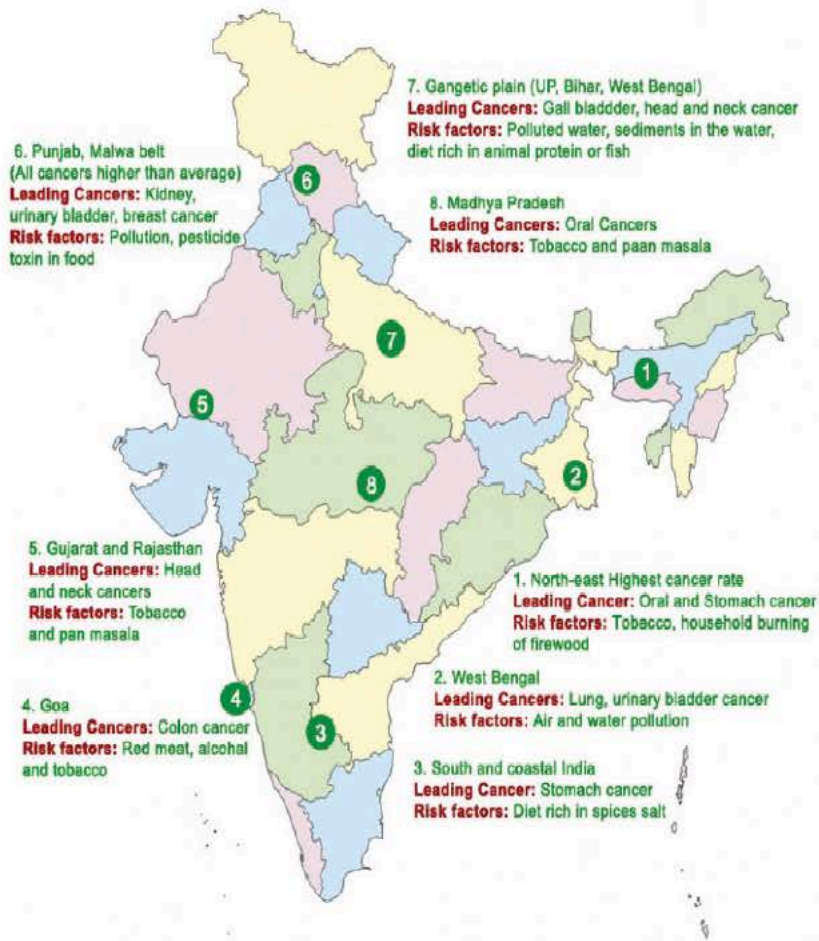 7. Gangetic plain (UP, Bihar, West Bengal)
Leading Cancers: Gall bladdder, head and neck cancer
Risk factors: Polluted water, sediments in the water,
diet rich in animal protein or fish
6. Punjab, Malwa belt
(All cancers higher than average)
Leading Cancers: Kidney,
urinary bladder, breast cancer
Risk factors: Pollution, pesticide
toxin in food
8. Madhya Pradesh
Leading Cancers: Oral Cancers
Risk factors: Tobacco and paan masala
6
7
1
5
8
2
5. Gujarat and Rajasthan
Leading Cancers: Head
and neck cancers
Risk factors: Tobacco
and pan masala
1. North-east Highest cancer rate
Leading Cancer: Oral and Stomach cancer
Risk factors: Tobacco, household burning
of firewood
2. West Bengal
Leading Cancers: Lung, urinary bladder cancer
Risk factors: Air and water pollution
4
3
4. Goa
Leading Cancers: Colon cancer
Risk factors: Red meat, alcohal
and tobacco
3. South and coastal India
Leading Cancer: Stomach cancer
Risk factors: Diet rich in spices salt